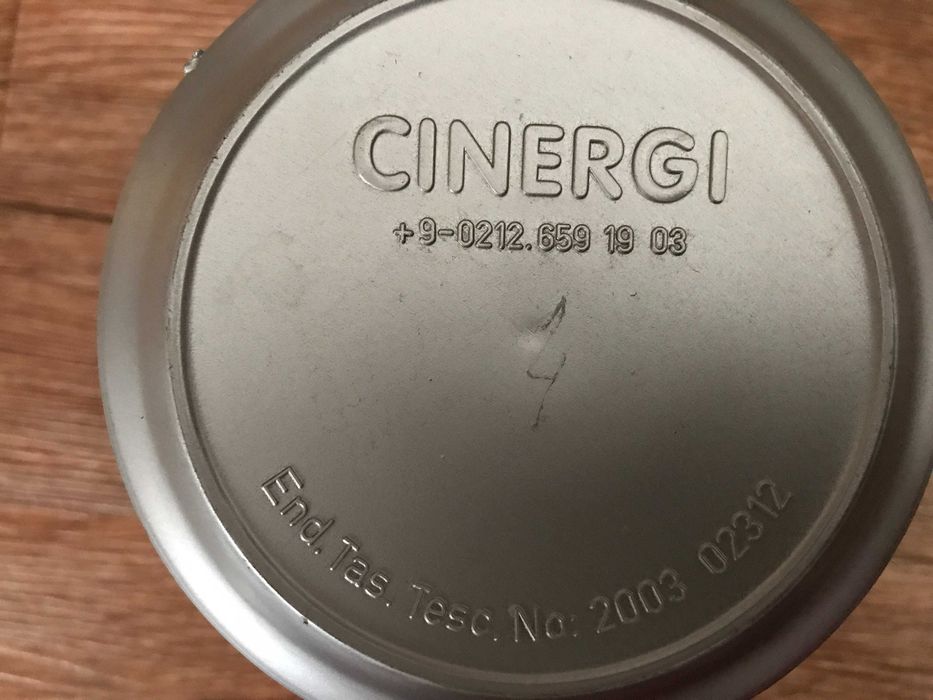 CINERGI
+9-0212.659 19 03
End. Tas. Tesc. No: 2003 02312